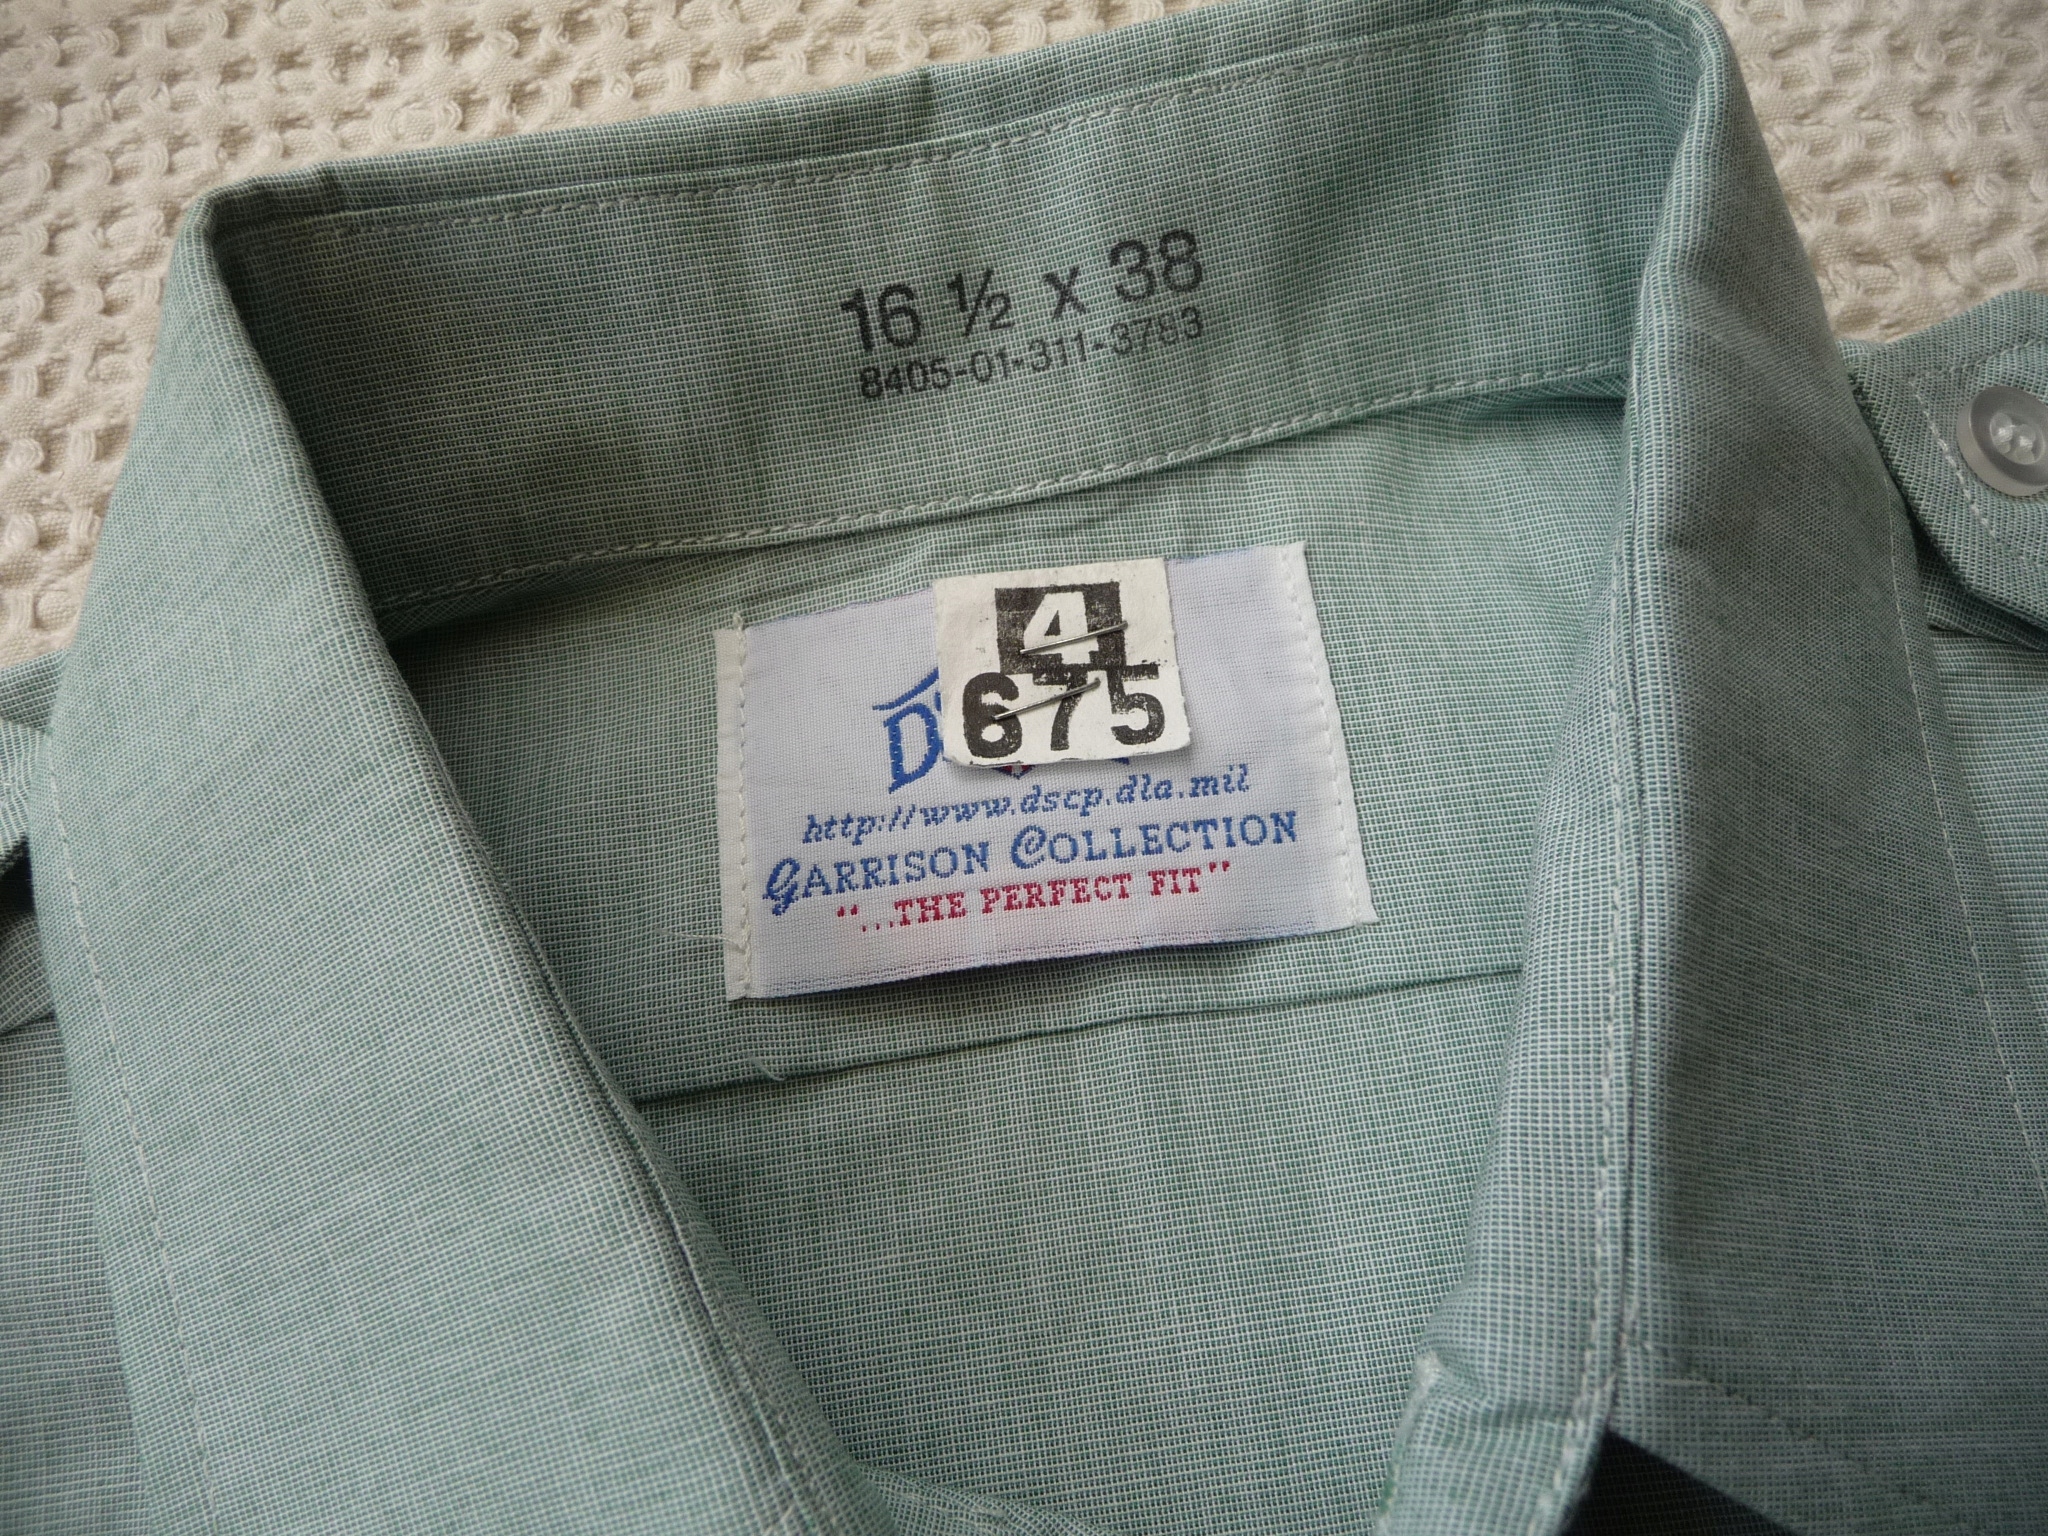 16 ½ x 38
8405-01-311-3783
4
675
http://www.dscp.dla.mil
GARRISON COLLECTION
"...THE PERFECT FIT"